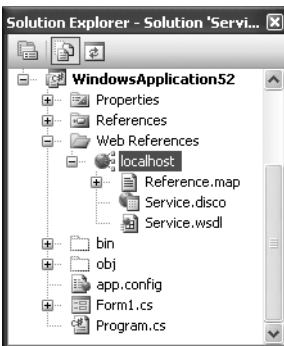 Solution Explorer - Solution 'Servi...
WindowsApplication52
Properties
References
Web References
localhost
Reference.map
Service.disco
Service.wsdl
bin
obj
app.config
Form1.cs
Program.cs